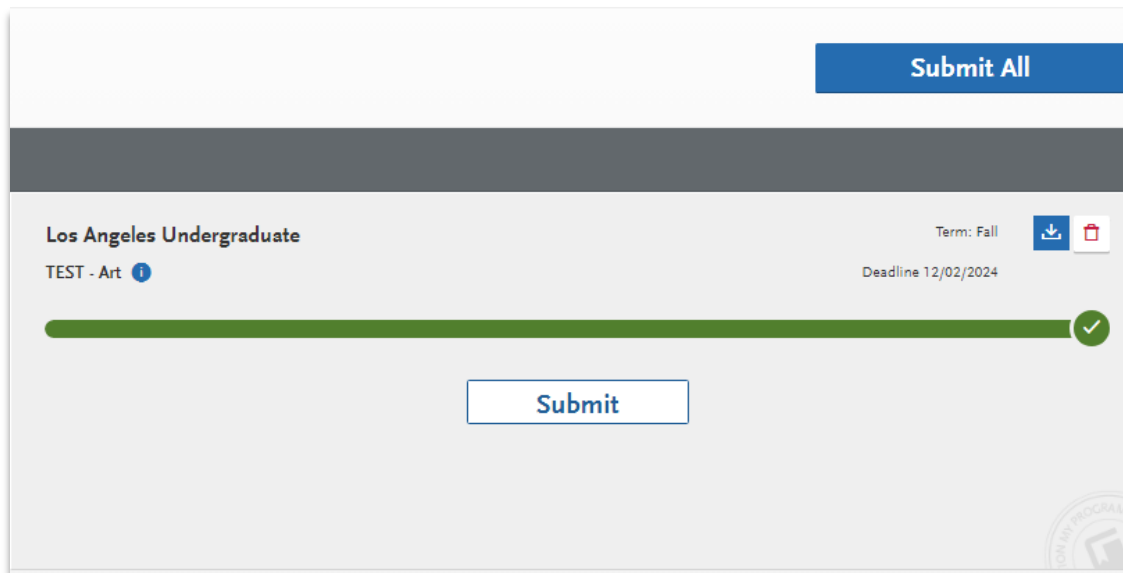 Submit All
Los Angeles Undergraduate
Term: Fall
TEST - Art i
Deadline 12/02/2024
Submit